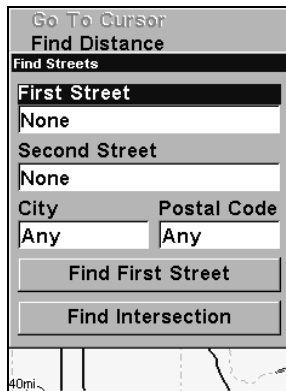 Go To Cursor
Find Distance
Find Streets
First Street
None
Second Street
None
City Postal Code
Any Any
Find First Street
Find Intersection
40mi